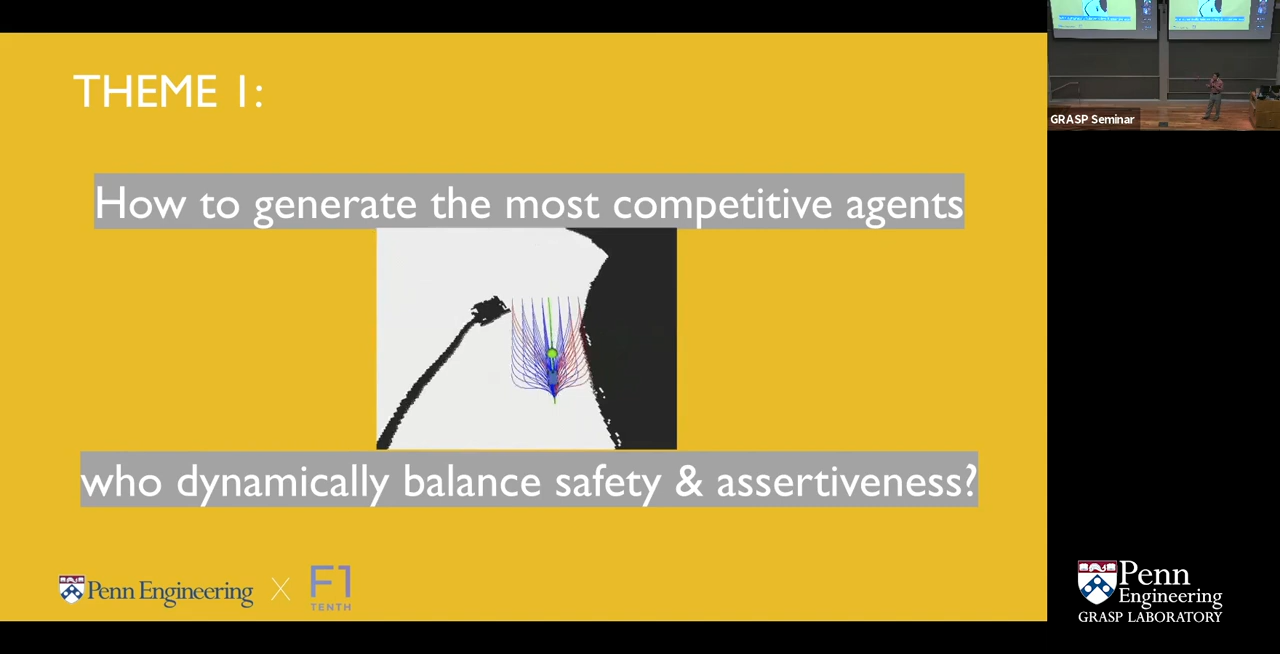 THEME 1:
How to generate the most competitive agents
who dynamically balance safety & assertiveness?
Penn Engineering
X
F1
TENTH
GRASP Seminar
Penn
Engineering
GRASP LABORATORY